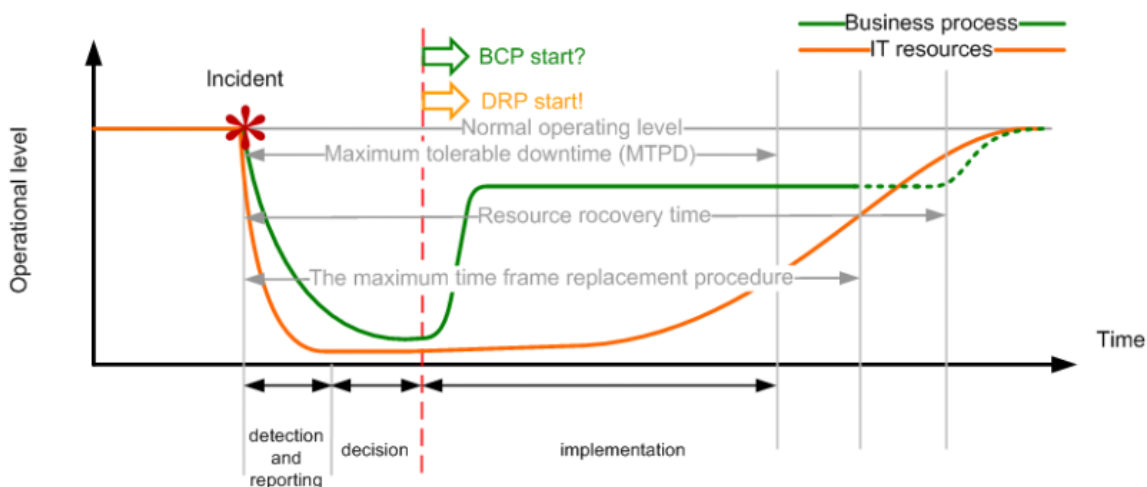 Business process
IT resources
BCP start?
Incident
DRP start!
Normal operating level
Maximum tolerable downtime (MTPD)
Operational level
Resource rocovery time
The maximum time frame replacement procedure
Time
detection
and
reporting
decision
implementation